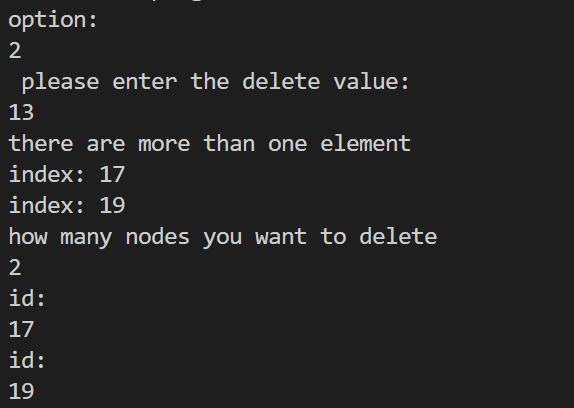 option:
2
please enter the delete value:
13
there are more than one element
index: 17
index: 19
how many nodes you want to delete
2
id:
17
id:
19